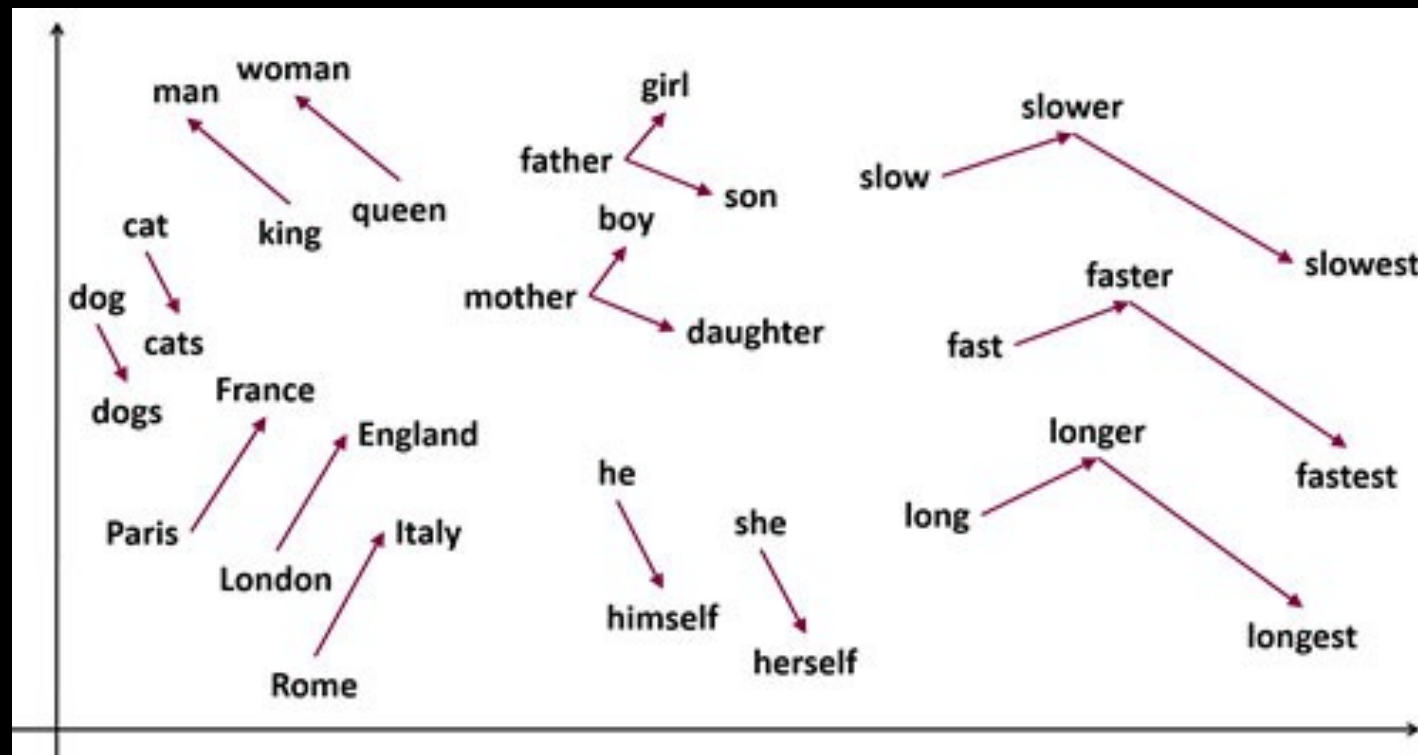 man
woman
king
queen
cat
cats
dog
dogs
France
England
Italy
Paris
London
Rome
girl
father
son
boy
mother
daughter
he
she
himself
herself
slower
slow
slowest
faster
fast
fastest
longer
long
longest